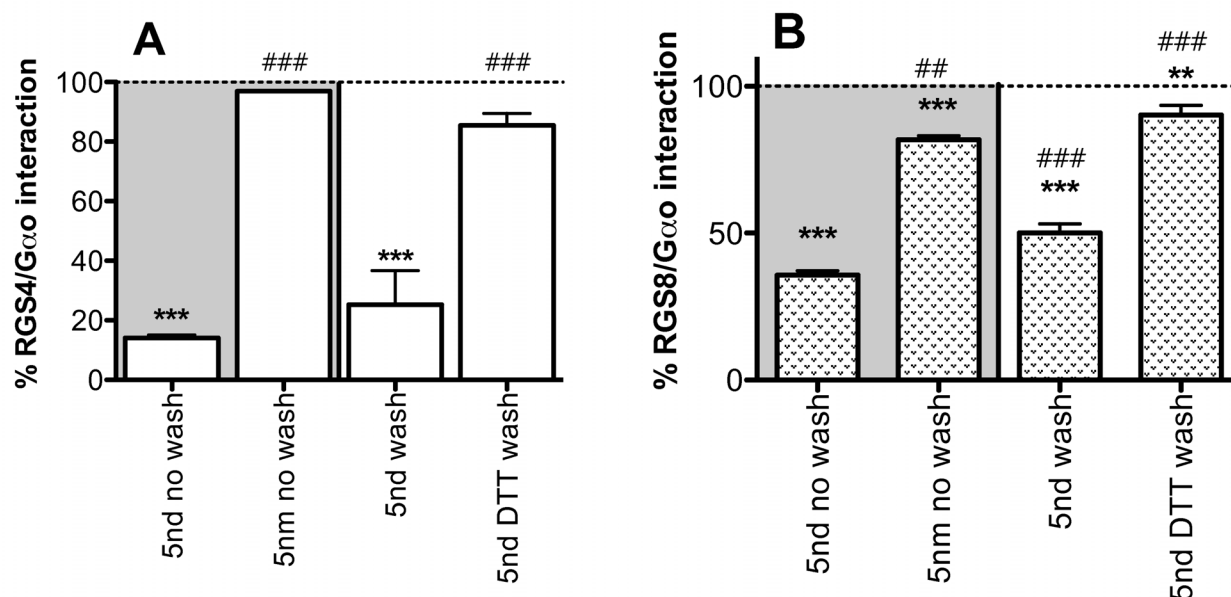 A
% RGS4/Gαo interaction
100
80
60
40
20
0
***
###
***
###
5nd no wash
5nm no wash
5nd wash
5nd DTT wash
B
% RGS8/Gαo interaction
100
50
0
***
##
***
###
***
###
**
5nd no wash
5nm no wash
5nd wash
5nd DTT wash